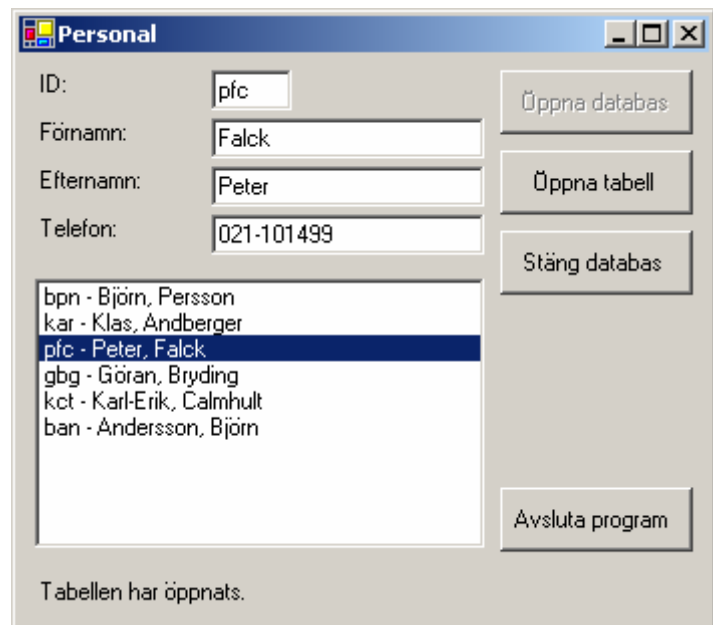 Personal
ID:
pfc
Öppna databas
Förnamn:
Falck
Efternamn:
Peter
Öppna tabell
Telefon:
021-101499
Stäng databas
bpn - Björn, Persson
kar - Klas, Andberger
pfc - Peter, Falck
gbg - Göran, Bryding
kct - Karl-Erik, Calmhult
ban - Andersson, Björn
Avsluta program
Tabellen har öppnats.